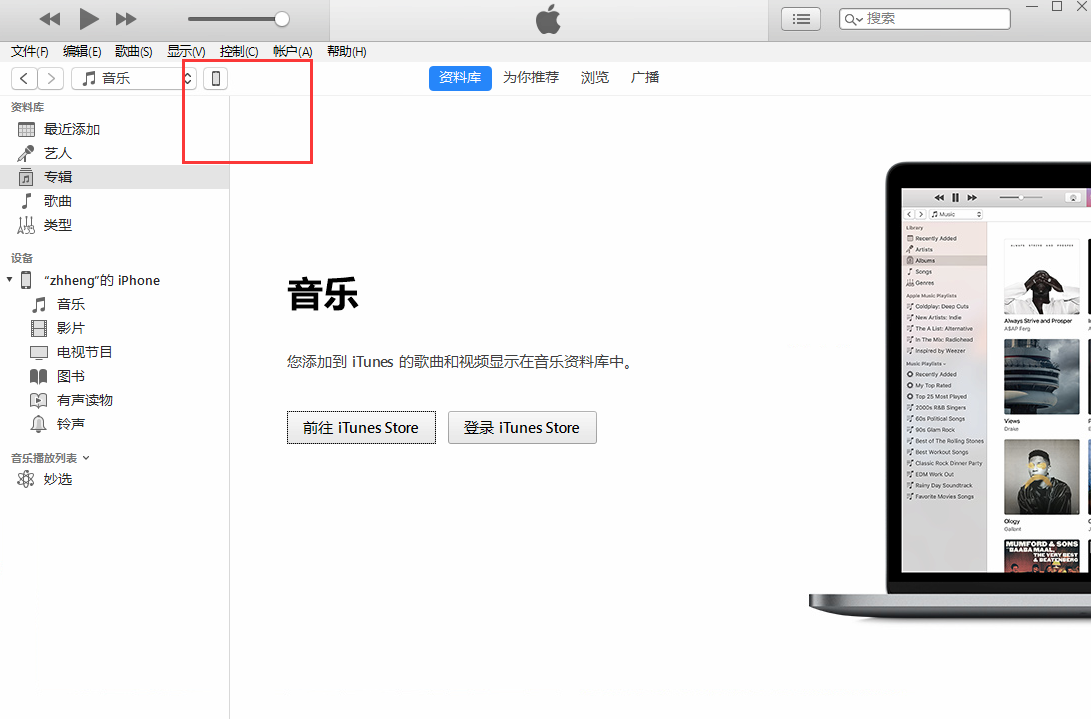 搜索
文件(F) 编辑(E) 歌曲(S) 显示(V) 控制(C) 帐户(A) 帮助(H)
音乐
资料库 为你推荐 浏览 广播
资料库
最近添加
艺人
专辑
歌曲
类型
设备
“zhheng”的 iPhone
音乐
影片
电视节目
图书
有声读物
铃声
音乐播放列表
妙选
音乐
您添加到 iTunes 的歌曲和视频显示在音乐资料库中。
前往 iTunes Store 登录 iTunes Store
Music
Library
Recently Added
Artists
Albums
Songs
Genres
Apple Music Playlists
Coldplay: Deep Cuts
New Artists: Indie
The A List: Alternative
In The Mix: Radiohead
Inspired by Weezer
Music Playlists
Recently Added
My Top Rated
Top 25 Most Played
2000s R&B Singers
60s Political Songs
90s Glam Rock
Best of The Rolling Stones
Best Workout Songs
Classic Rock Dinner Party
EDM Work Out
Rainy Day Soundtrack
Favorite Movies Songs
ALWAYS STRIVE AND PROSPER
Always Strive and Prosper
A$AP Ferg
Views
Drake
Ology
Gallant
MUMFORD & SONS
BAABA MAAL
THE VERY BEST
& BEATENBERG